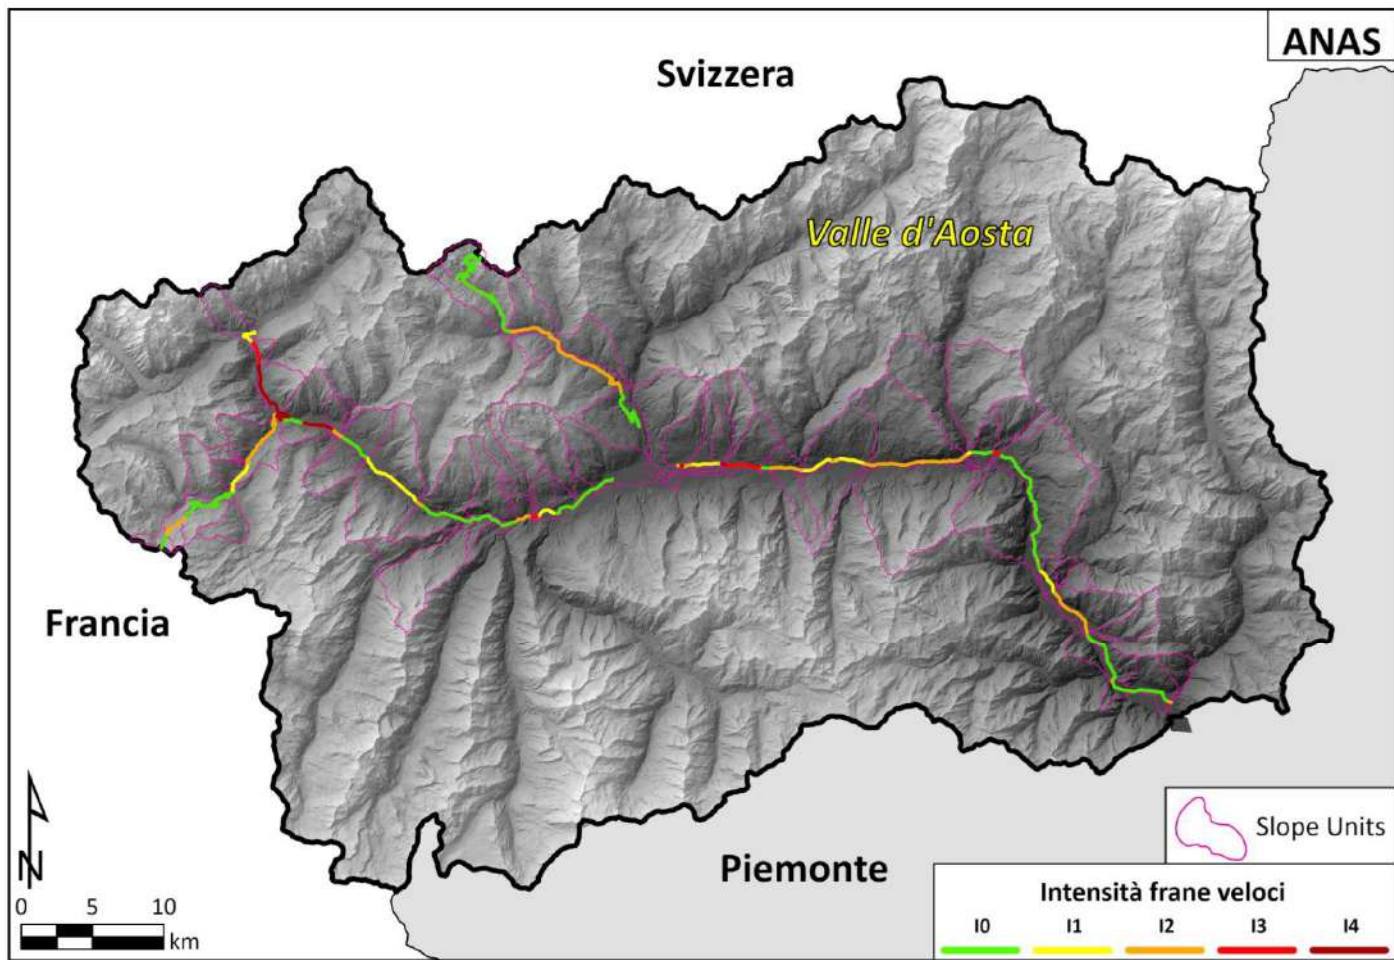 ANAS
Svizzera
Valle d'Aosta
Francia
Piemonte
N
0 5 10
km
Slope Units
Intensità frane veloci
I0 I1 I2 I3 I4